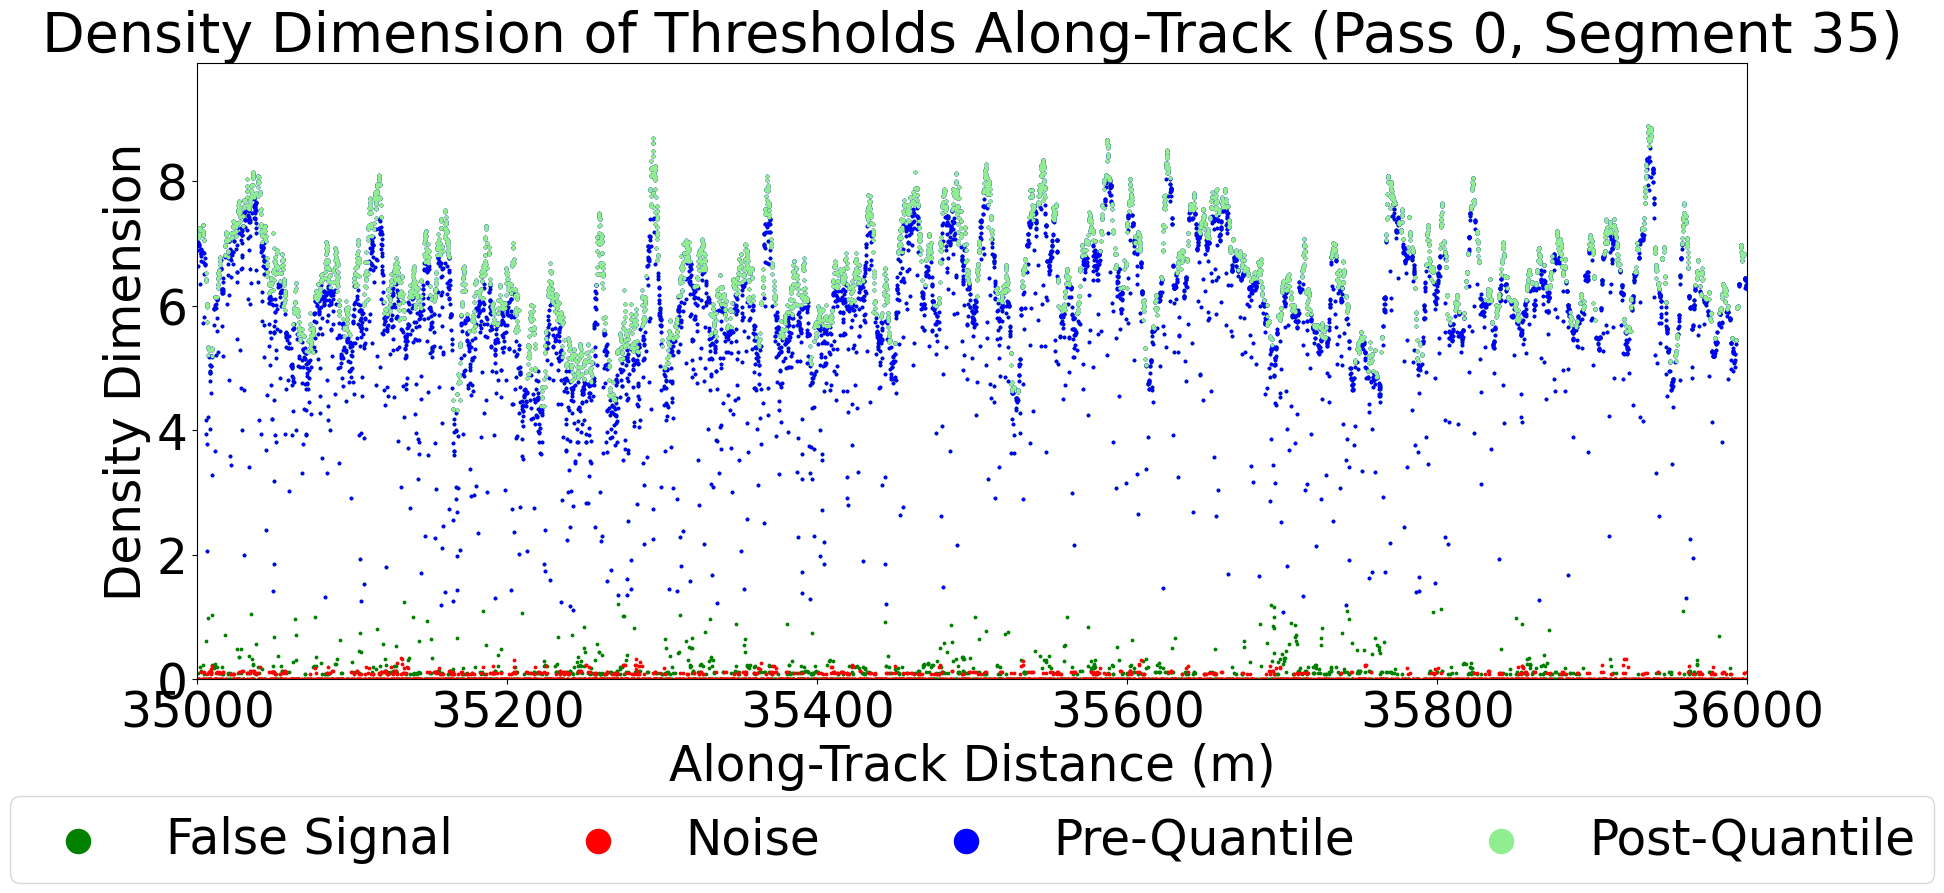 Density Dimension of Thresholds Along-Track (Pass 0, Segment 35)
Density Dimension
8
6
4
2
0
35000 35200 35400 35600 35800 36000
Along-Track Distance (m)
False Signal Noise Pre-Quantile Post-Quantile